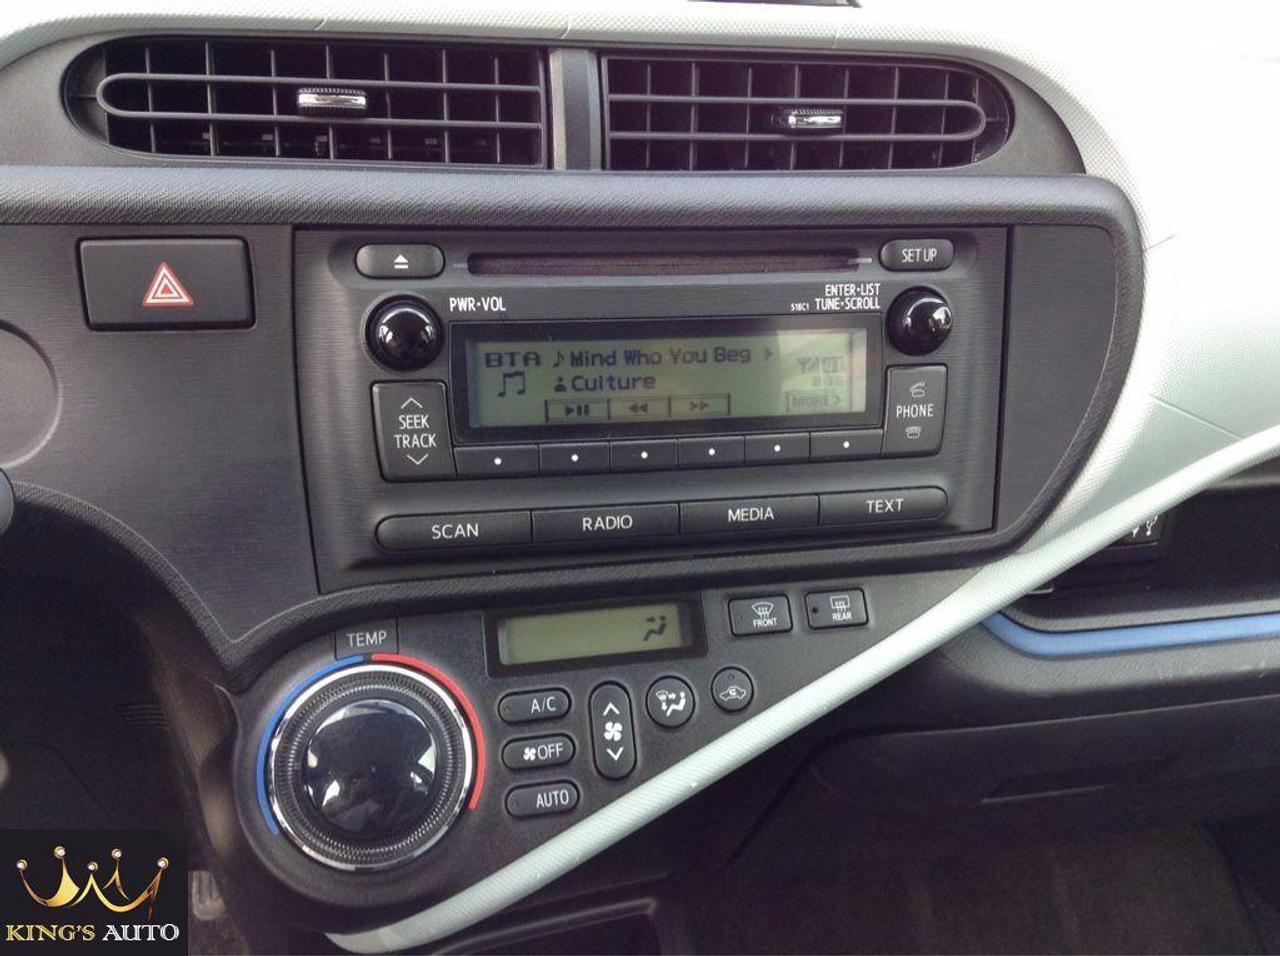 SET UP
PWR•VOL
ENTER•LIST
518C1 TUNE•SCROLL
BTA Mind Who You Beg
Culture
MORE>
SEEK
TRACK
PHONE
SCAN RADIO MEDIA TEXT
TEMP
FRONT REAR
A/C
OFF
AUTO
KING'S AUTO